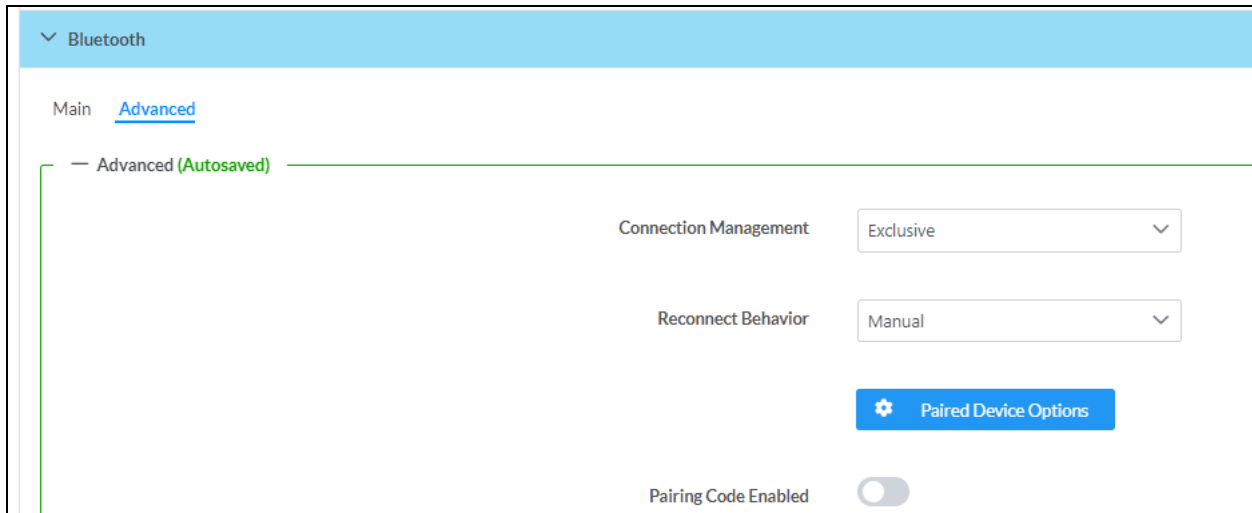 Bluetooth
Main Advanced
Advanced (Autosaved)
Connection Management Exclusive
Reconnect Behavior Manual
Paired Device Options
Pairing Code Enabled